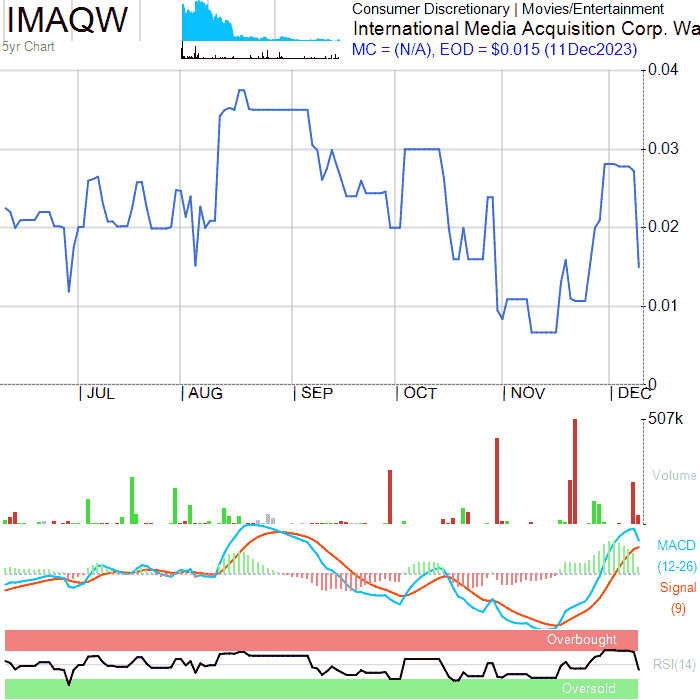 IMAQW
5yr Chart
Consumer Discretionary | Movies/Entertainment
International Media Acquisition Corp. Wa
MC = (N/A), EOD = $0.015 (11Dec2023)
0.04
0.03
0.02
0.01
0
JUL AUG SEP OCT NOV DEC
507k
Volume
MACD
(12-26)
Signal
(9)
Overbought
RSI(14)
Oversold